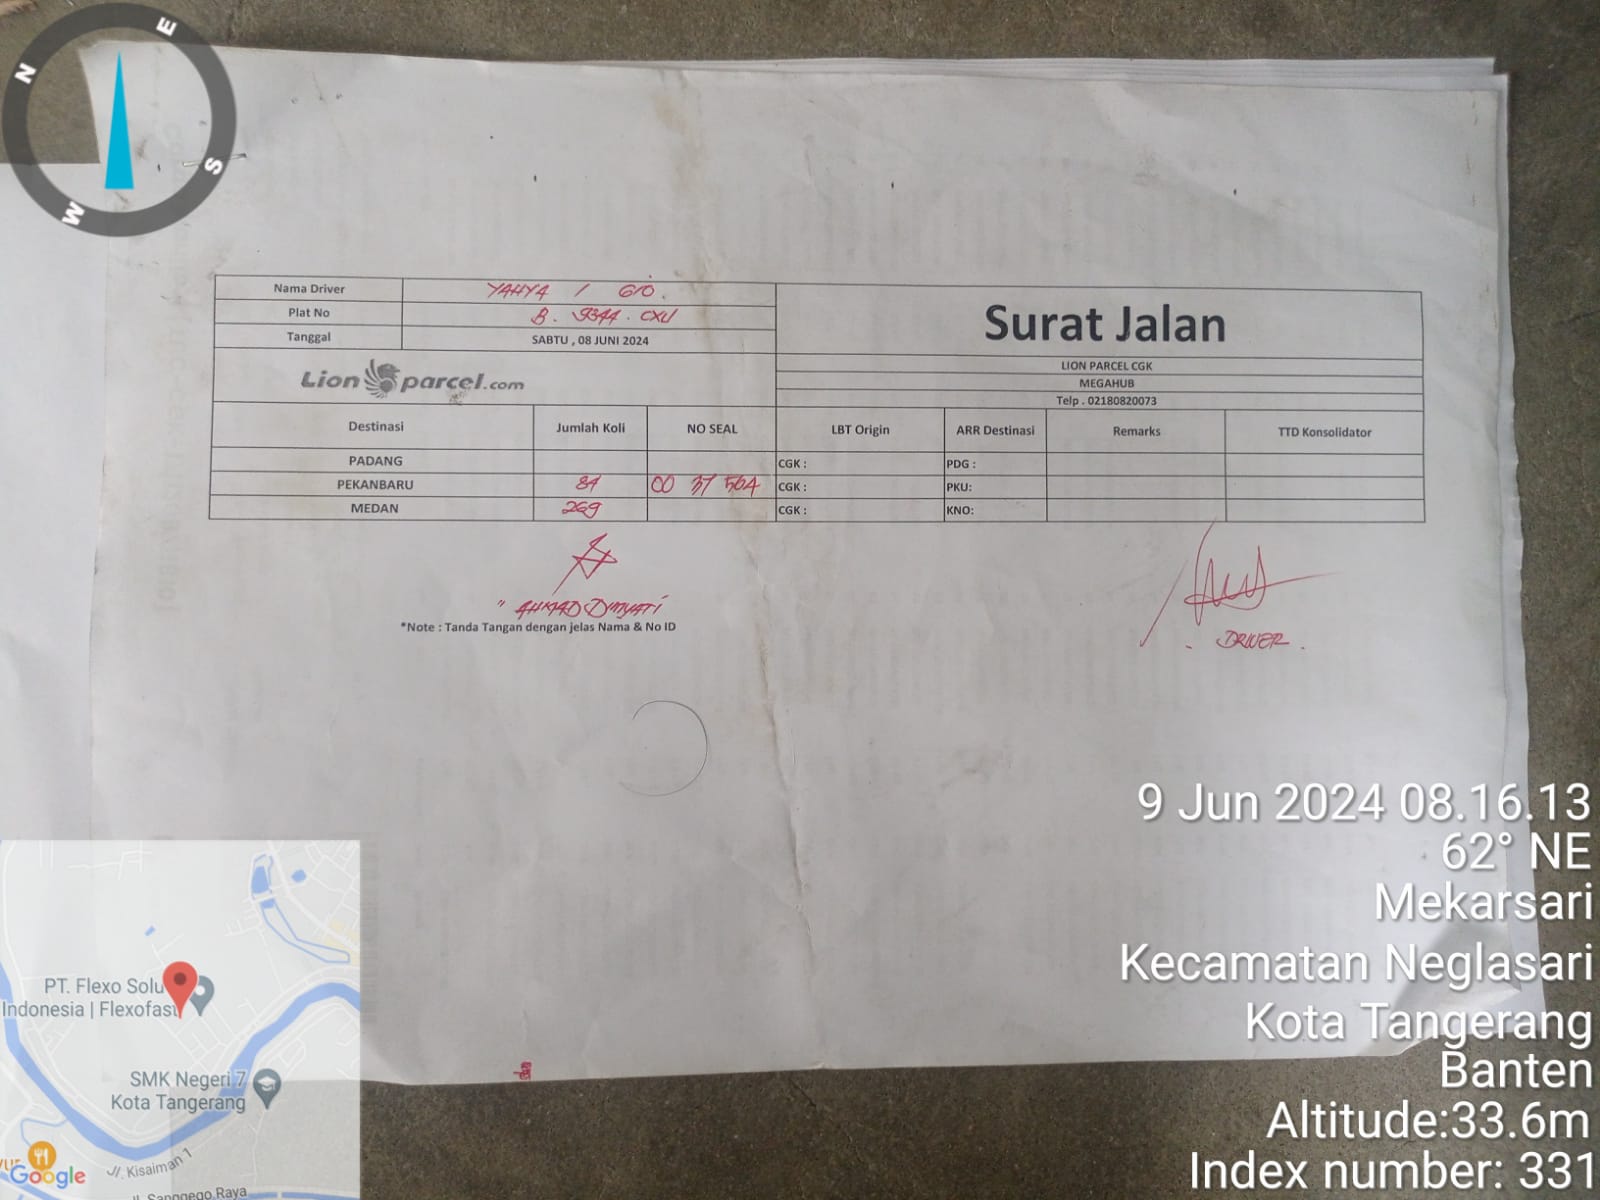 N
E
S
W
Nama Driver YAHYA / GIO.
Plat No B. 9344. CXU
Tanggal SABTU , 08 JUNI 2024
Surat Jalan
LION PARCEL CGK
MEGAHUB
Telp . 02180820073
Lion parcel.com
Destinasi Jumlah Koli NO SEAL LBT Origin ARR Destinasi Remarks TTD Konsolidator
PADANG CGK : PDG :
PEKANBARU 84 00 37 564 CGK : PKU:
MEDAN 269 CGK : KNO:
" AHMAD DIMYATI
*Note : Tanda Tangan dengan jelas Nama & No ID
. DRIVER .
9 Jun 2024 08.16.13
62° NE
Mekarsari
Kecamatan Neglasari
Kota Tangerang
Banten
Altitude:33.6m
Index number: 331
PT. Flexo Solu
Indonesia | Flexofast
SMK Negeri 7
Kota Tangerang
Jl. Kisaiman 1
Google
Jl. Sanggego Raya